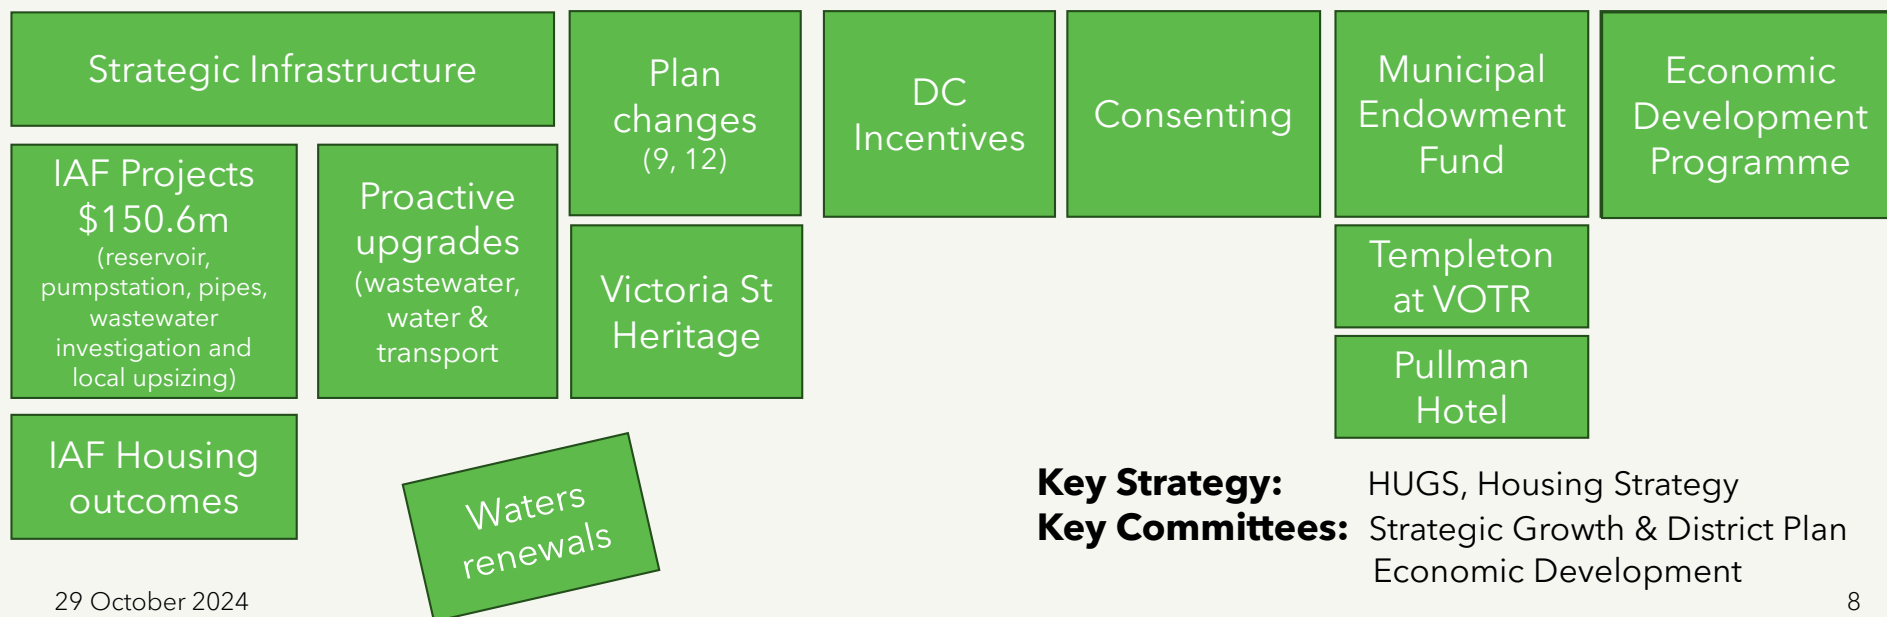 Strategic Infrastructure
IAF Projects
$150.6m
(reservoir,
pumpstation, pipes,
wastewater
investigation and
local upsizing)
IAF Housing
outcomes
Proactive
upgrades
(wastewater,
water &
transport
Waters
renewals
Plan
changes
(9, 12)
Victoria St
Heritage
DC
Incentives
Consenting
Municipal
Endowment
Fund
Templeton
at VOTR
Pullman
Hotel
Economic
Development
Programme
Key Strategy: HUGS, Housing Strategy
Key Committees: Strategic Growth & District Plan
Economic Development
29 October 2024
8